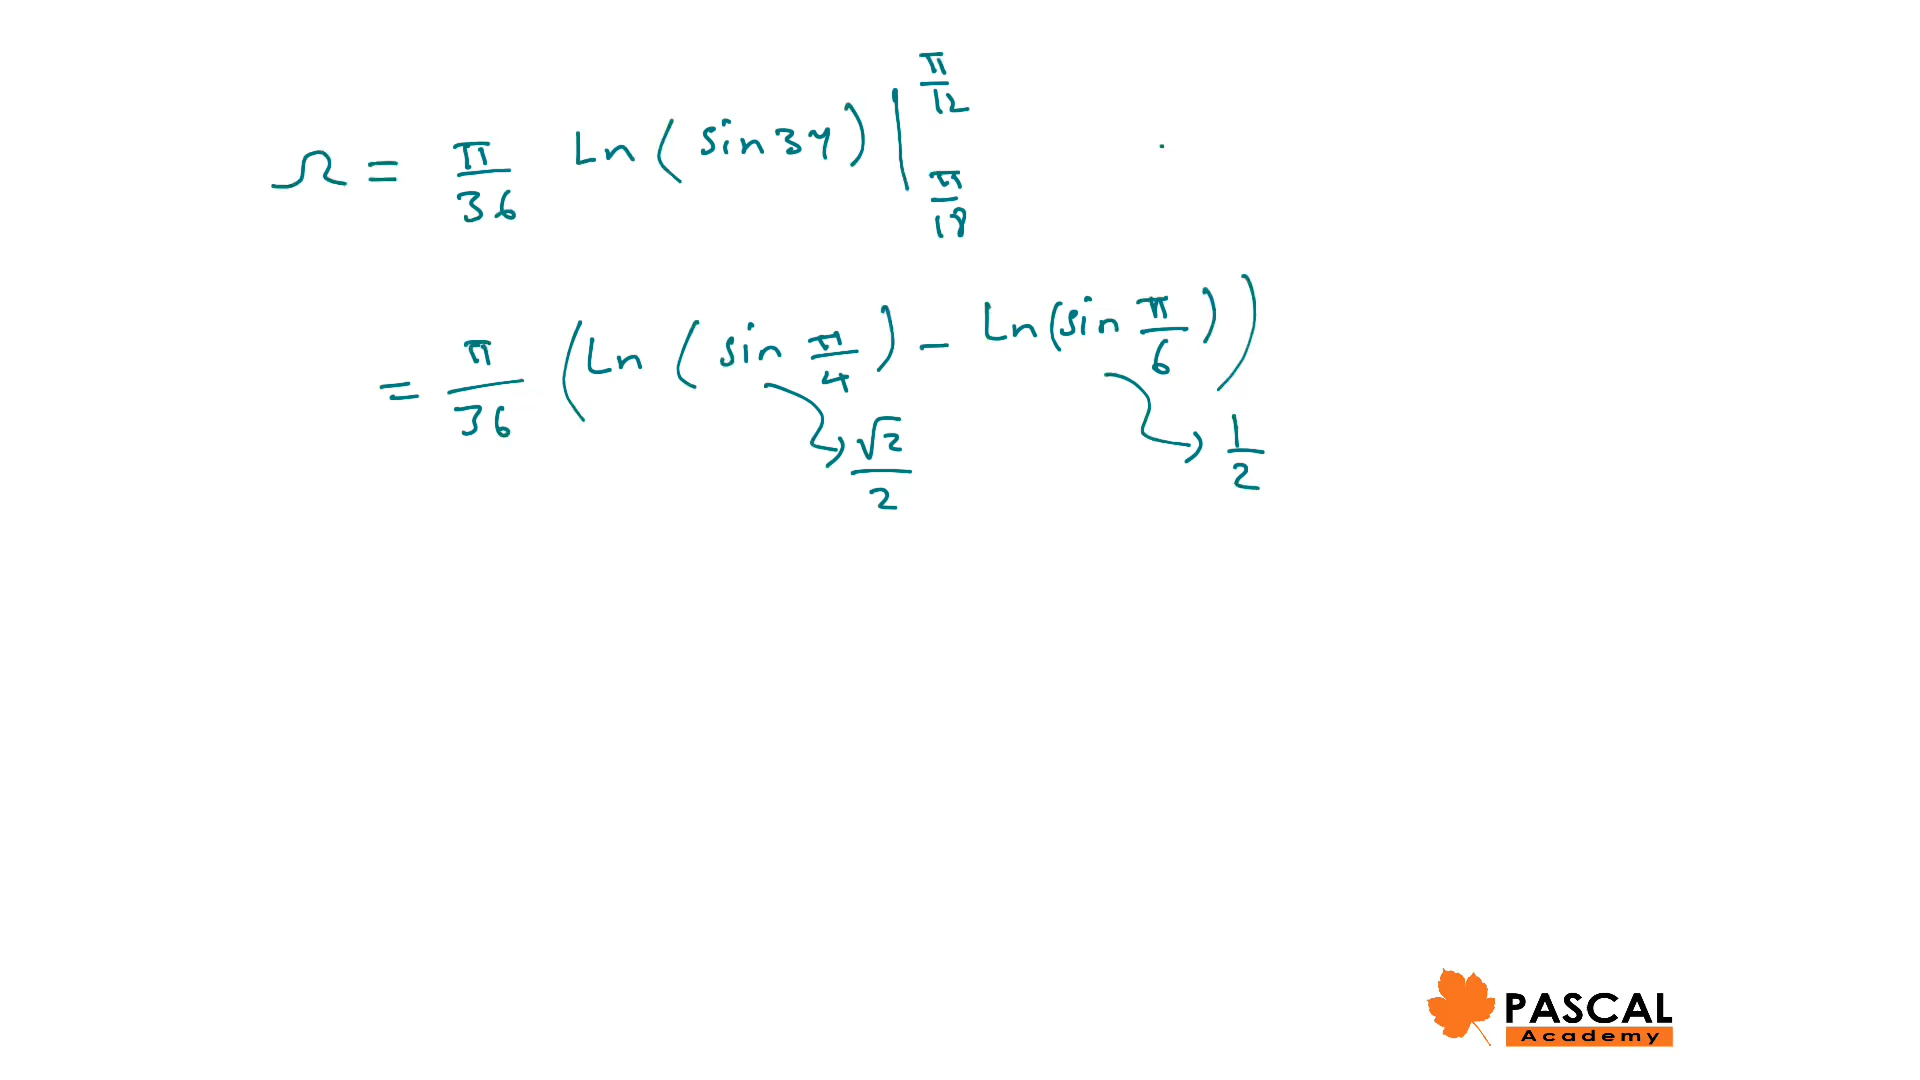 Ω = π/36 Ln(sin3y) | π/12 π/18
= π/36 (Ln(sin π/4) - Ln(sin π/6))
√2/2 1/2
PASCAL
Academy